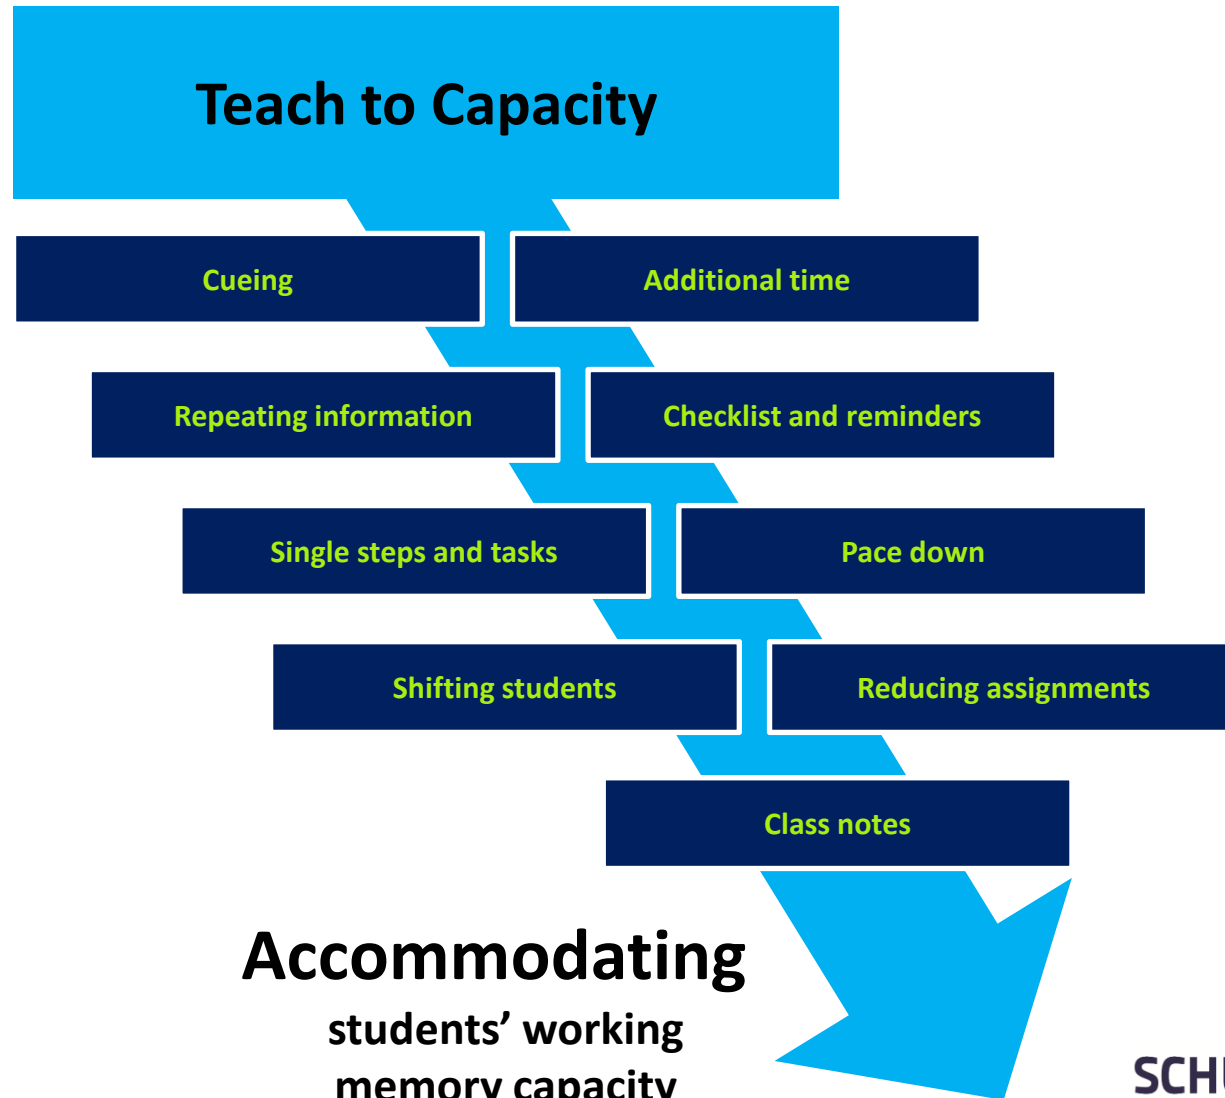 Teach to Capacity
Cueing
Additional time
Repeating information
Checklist and reminders
Single steps and tasks
Pace down
Shifting students
Reducing assignments
Class notes
Accommodating
students’ working
memory capacity